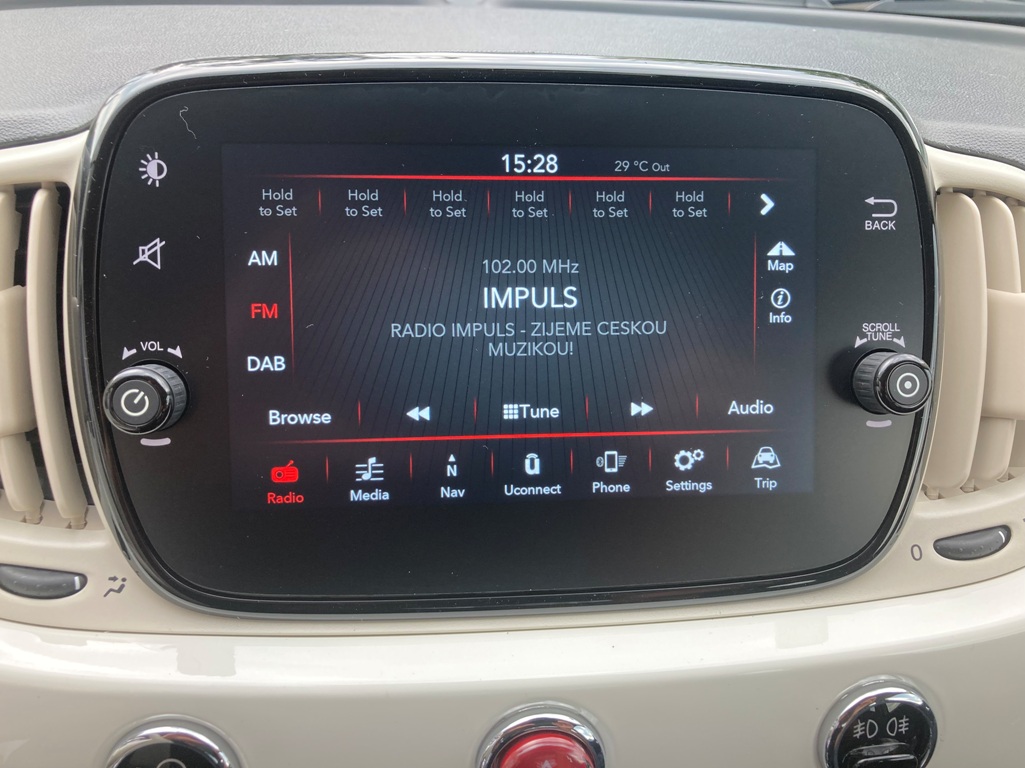 15:28
29 °C Out
Hold to Set
Hold to Set
Hold to Set
Hold to Set
Hold to Set
Hold to Set
BACK
AM
FM
DAB
102.00 MHz
IMPULS
RADIO IMPULS - ZIJEME CESKOU
MUZIKOU!
Map
Info
VOL
SCROLL
TUNE
Browse
Tune
Audio
Radio
Media
N
Nav
Uconnect
Phone
Settings
Trip
0